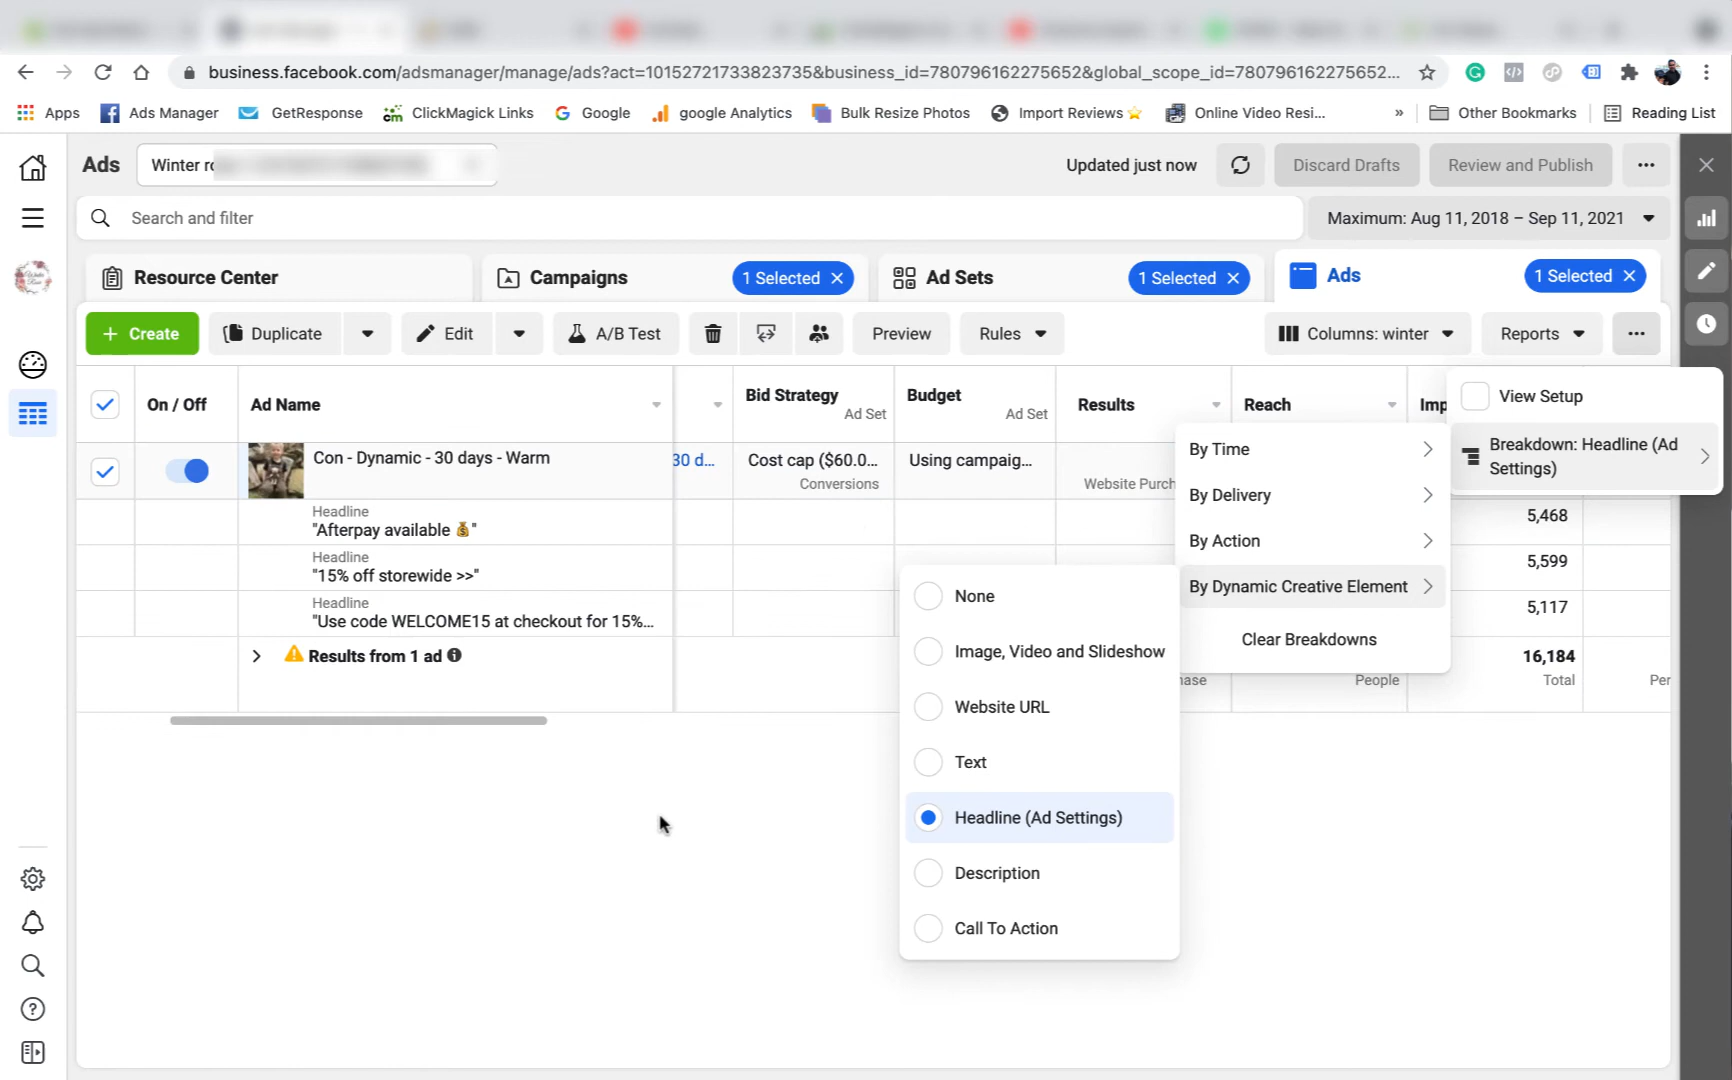 business.facebook.com/adsmanager/manage/ads?act=10152721733823735&business_id=780796162275652&global_scope_id=780796162275652...
Apps
Ads Manager
GetResponse
ClickMagick Links
Google
google Analytics
Bulk Resize Photos
Import Reviews⭐
Online Video Resi...
»
Other Bookmarks
Reading List
Ads
Winter
Updated just now
Discard Drafts
Review and Publish
Search and filter
Maximum: Aug 11, 2018 – Sep 11, 2021
Resource Center
Campaigns
1 Selected
Ad Sets
1 Selected
Ads
1 Selected
+ Create
Duplicate
Edit
A/B Test
Preview
Rules
Columns: winter
Reports
On / Off
Ad Name
Bid Strategy
Ad Set
Budget
Ad Set
Results
Reach
View Setup
Breakdown: Headline (Ad
Settings)
Con - Dynamic - 30 days - Warm
30 d...
Cost cap ($60.0...
Conversions
Using campaig...
Website
By Time
By Delivery
By Action
By Dynamic Creative Element
Clear Breakdowns
Headline
"Afterpay available 💰"
5,468
Headline
"15% off storewide >>"
5,599
Headline
"Use code WELCOME15 at checkout for 15%...
5,117
Results from 1 ad
16,184
People
Total
None
Image, Video and Slideshow
Website URL
Text
Headline (Ad Settings)
Description
Call To Action